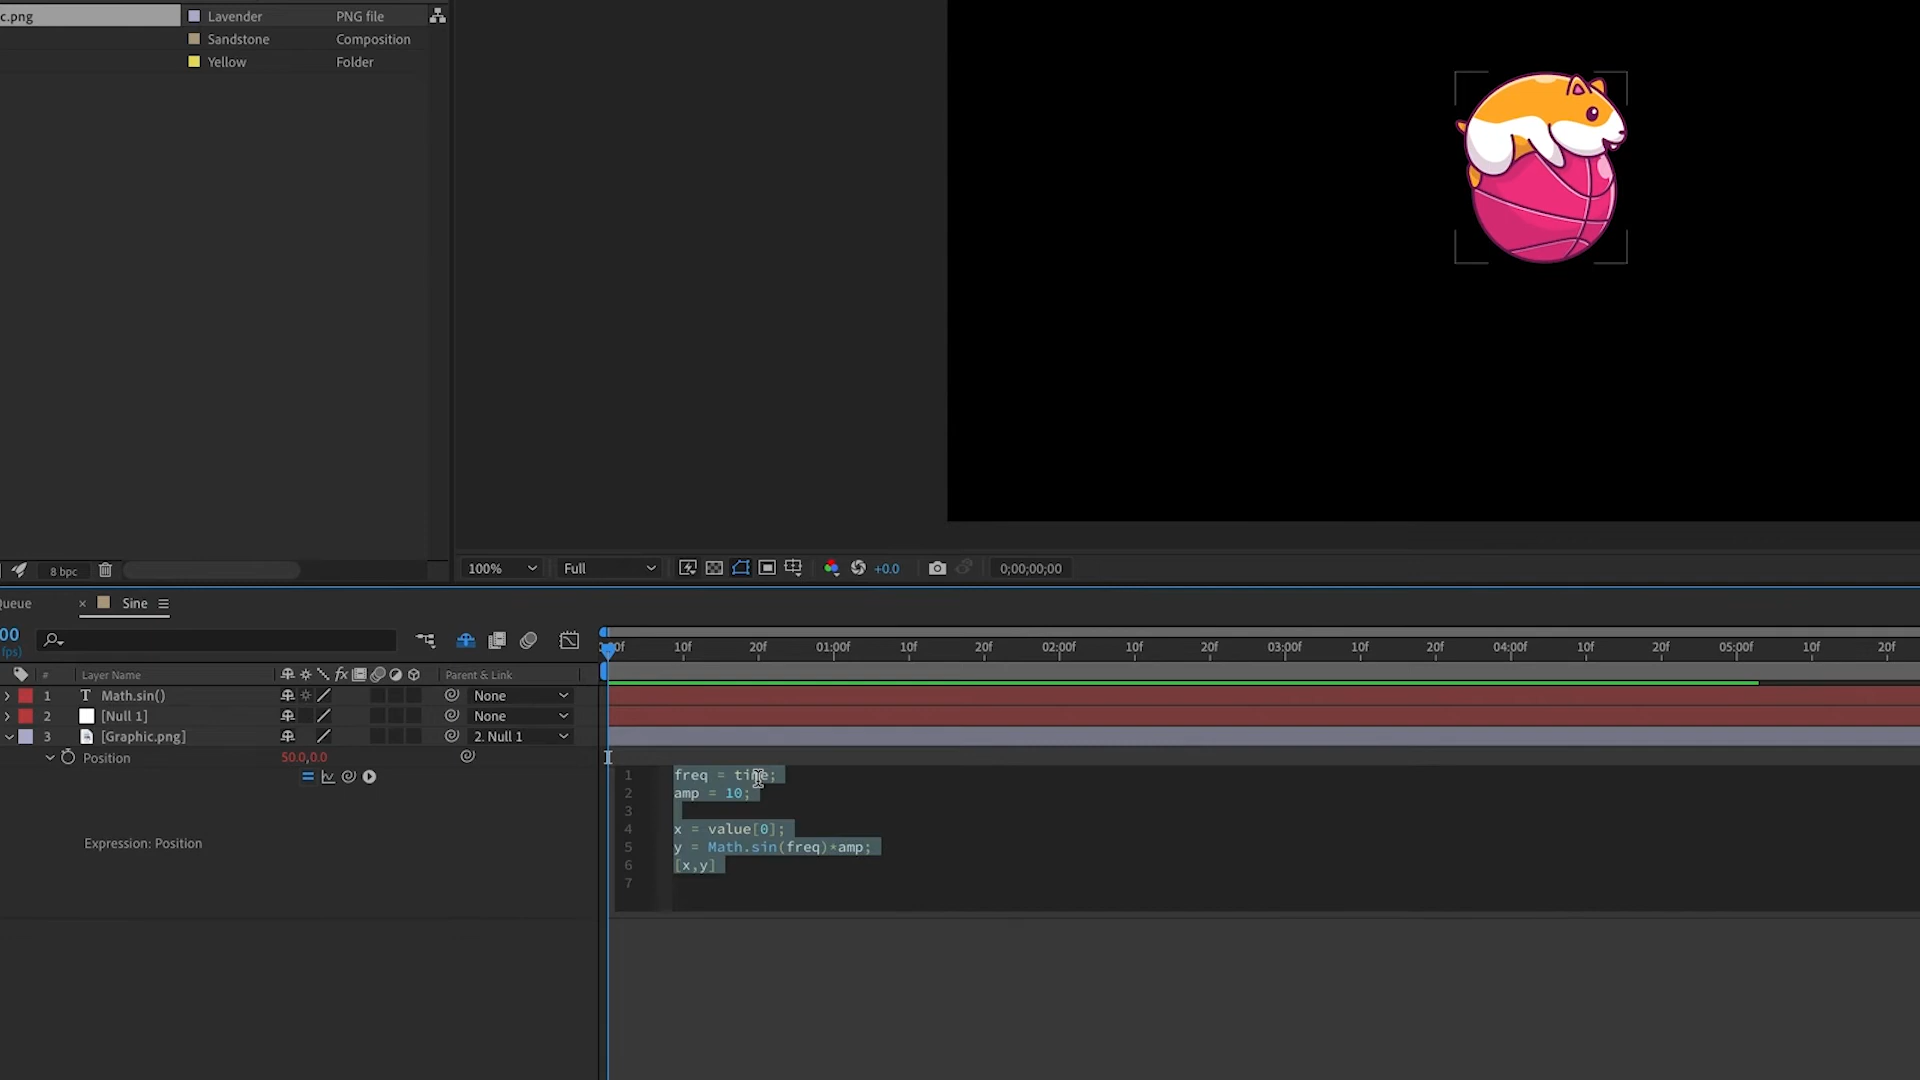 c.png Lavender PNG file
Sandstone Composition
Yellow Folder
8 bpc
100% Full +0.0 0;00;00;00
Queue × Sine
00
fps)
# Layer Name fx Parent & Link
10f 20f 01:00f 10f 20f 02:00f 10f 20f 03:00f 10f 20f 04:00f 10f 20f 05:00f 10f 20f
1 T Math.sin() None
2 [Null 1] None
3 [Graphic.png] 2. Null 1
Position 50.0,0.0
Expression: Position
1 freq = time;
2 amp = 10;
3
4 x = value[0];
5 y = Math.sin(freq)*amp;
6 [x,y]
7